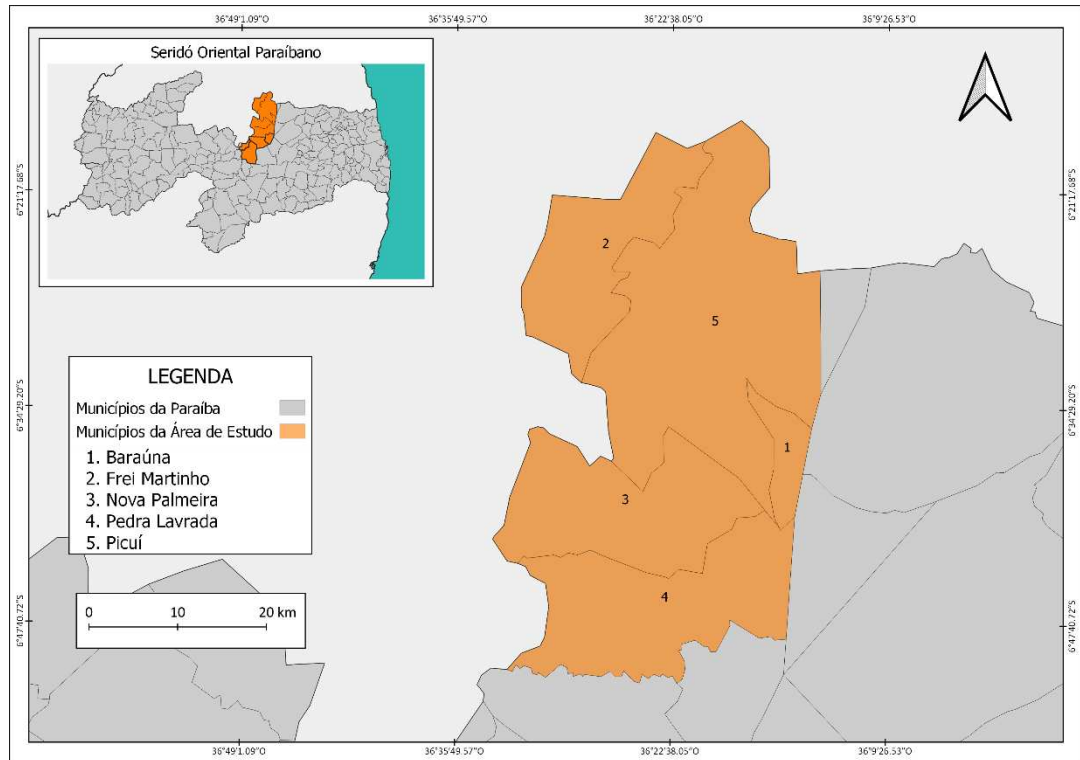 36°49'1.09"O
36°35'49.57"O
36°22'38.05"O
36°9'26.53"O
Seridó Oriental Paraíbano
6°21'17.68"S
6°21'17.68"S
2
5
LEGENDA
Municípios da Paraíba
Municípios da Área de Estudo
1. Baraúna
2. Frei Martinho
3. Nova Palmeira
4. Pedra Lavrada
5. Picuí
6°34'29.20"S
6°34'29.20"S
1
3
0 10 20 km
4
6°47'40.72"S
6°47'40.72"S
36°49'1.09"O
36°35'49.57"O
36°22'38.05"O
36°9'26.53"O